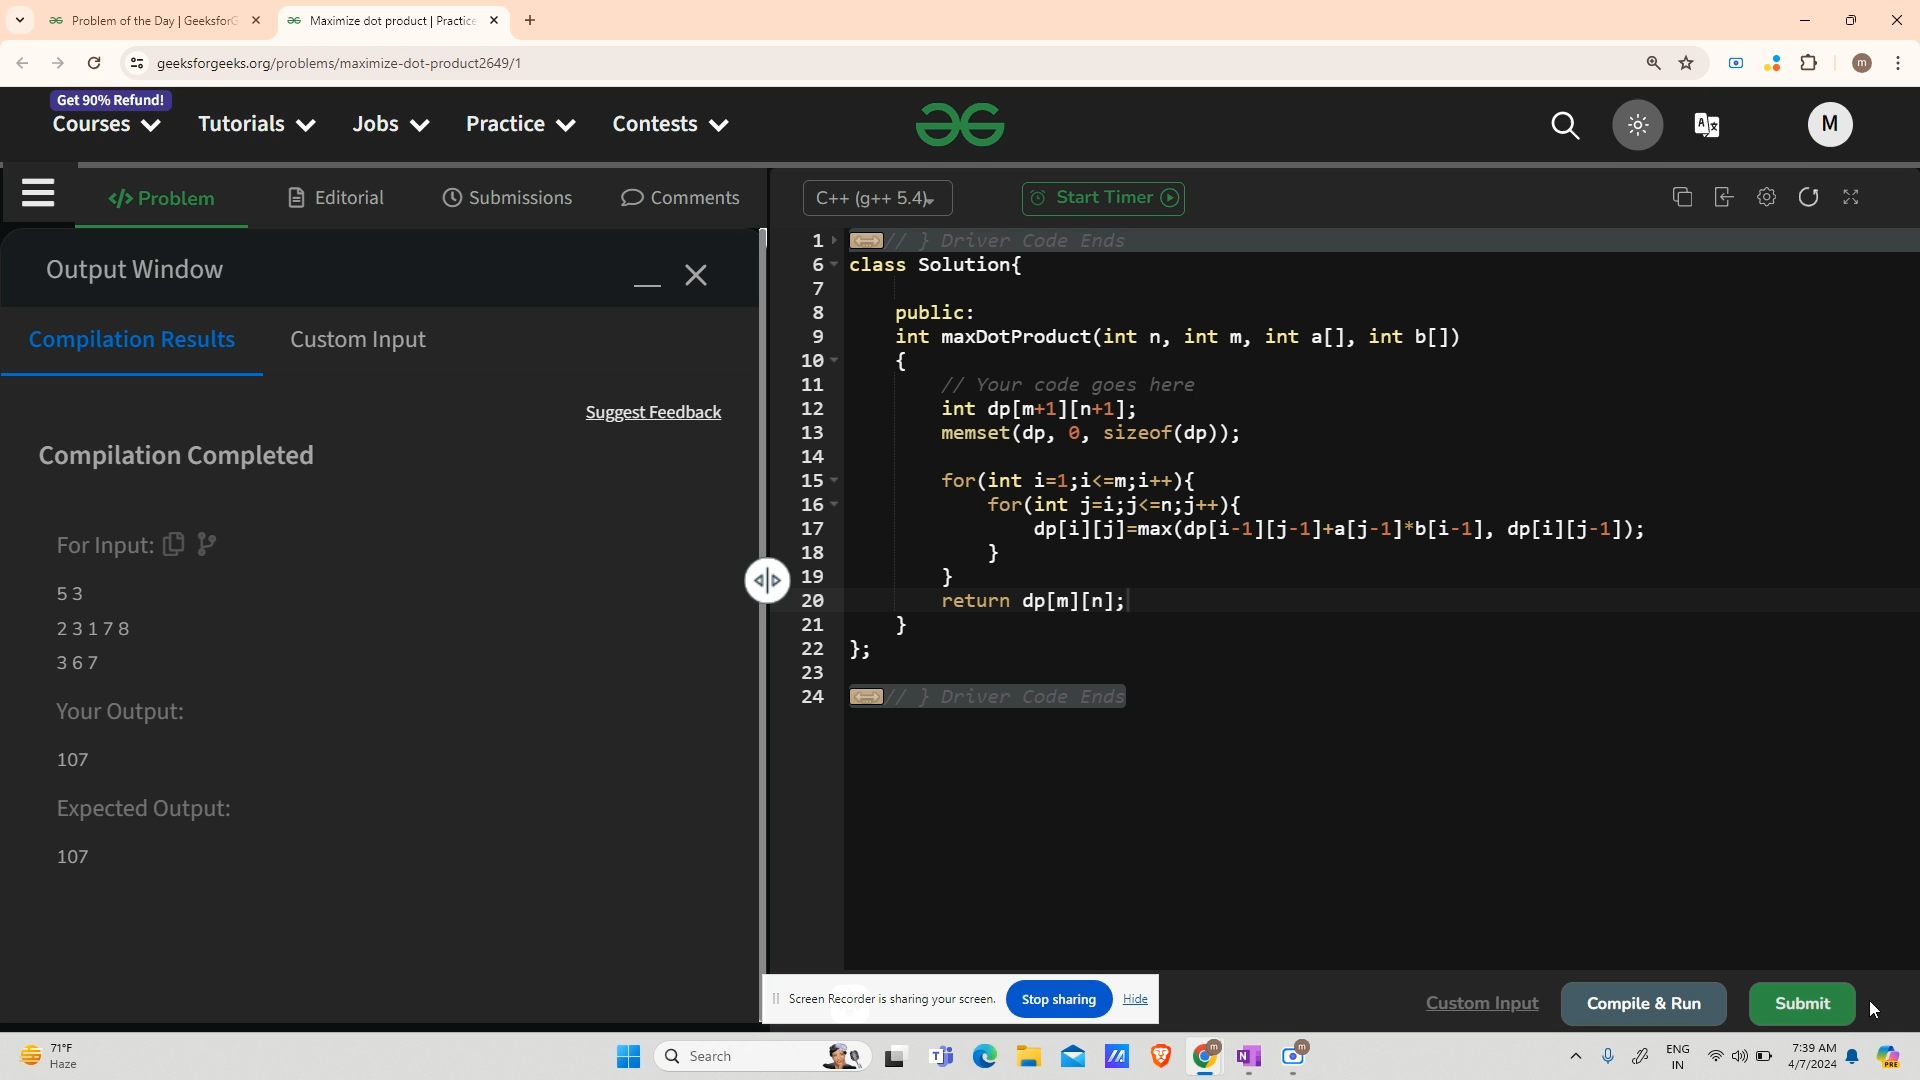 Problem of the Day | GeeksforG
Maximize dot product | Practice
geeksforgeeks.org/problems/maximize-dot-product2649/1
m
Get 90% Refund!
Courses
Tutorials
Jobs
Practice
Contests
M
</> Problem
Editorial
Submissions
Comments
C++ (g++ 5.4)
Start Timer
Output Window
Compilation Results
Custom Input
Suggest Feedback
Compilation Completed
For Input:
5 3
2 3 1 7 8
3 6 7
Your Output:
107
Expected Output:
107
1 // } Driver Code Ends
6 class Solution{
7
8 public:
9 int maxDotProduct(int n, int m, int a[], int b[])
10 {
11 // Your code goes here
12 int dp[m+1][n+1];
13 memset(dp, 0, sizeof(dp));
14
15 for(int i=1;i<=m;i++){
16 for(int j=i;j<=n;j++){
17 dp[i][j]=max(dp[i-1][j-1]+a[j-1]*b[i-1], dp[i][j-1]);
18 }
19 }
20 return dp[m][n];
21 }
22 };
23
24 // } Driver Code Ends
Screen Recorder is sharing your screen.
Stop sharing
Hide
Custom Input
Compile & Run
Submit
71°F
Haze
Search
ENG
IN
7:39 AM
4/7/2024
PRE